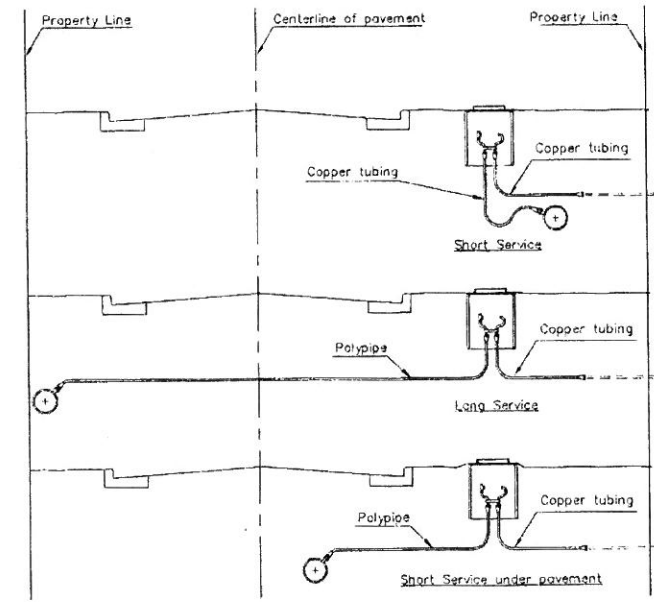 Property Line
Centerline of pavement
Property Line
Copper tubing
Copper tubing
Short Service
Polypipe
Copper tubing
Long Service
Polypipe
Copper tubing
Short Service under pavement